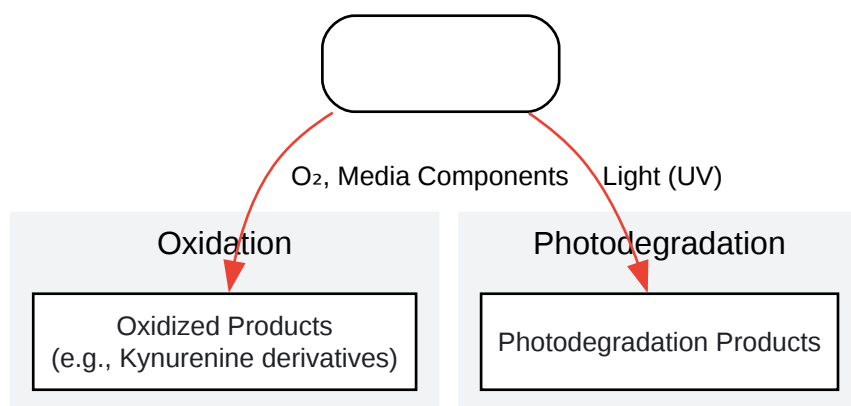 O₂, Media Components
Light (UV)
Oxidation
Photodegradation
Oxidized Products
(e.g., Kynurenine derivatives)
Photodegradation Products